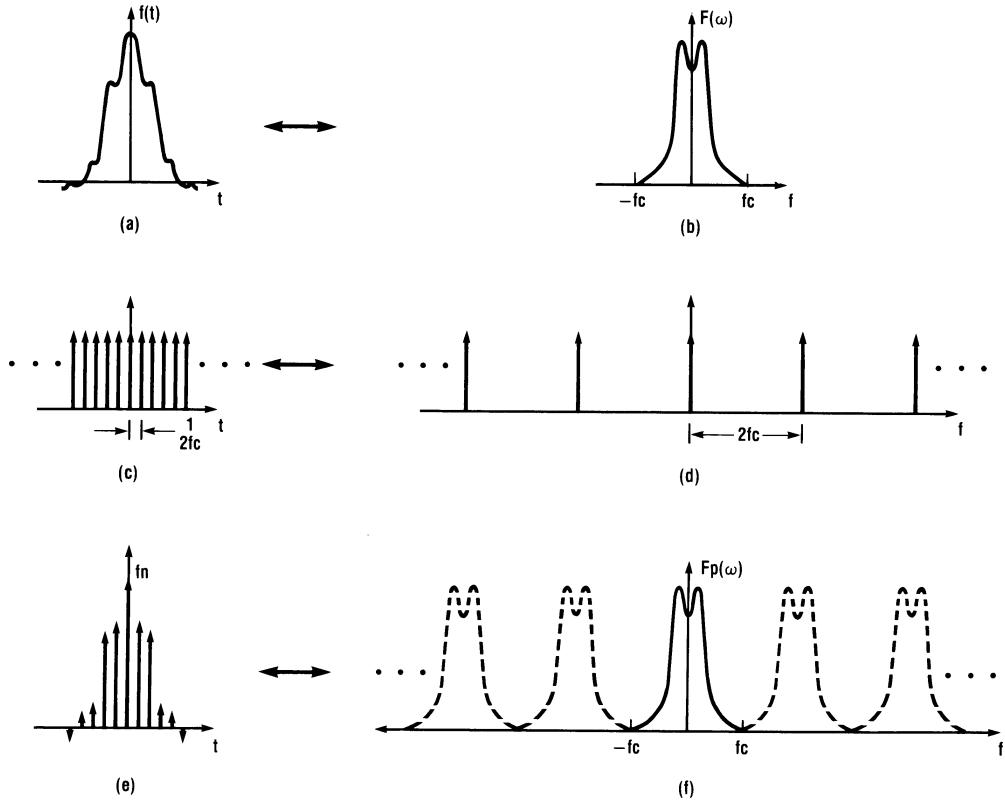 f(t)
t
(a)
F(ω)
−fc
fc
f
(b)
. . .
. . .
t
1
2fc
(c)
. . .
. . .
2fc
f
(d)
fn
t
(e)
Fp(ω)
. . .
. . .
−fc
fc
f
(f)